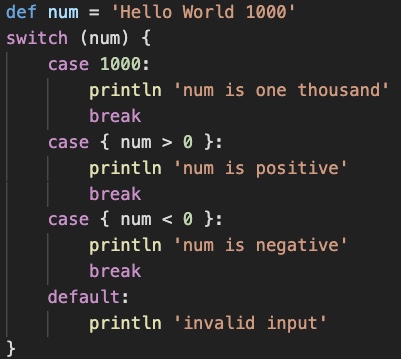 def num = 'Hello World 1000'
switch (num) {
    case 1000:
        println 'num is one thousand'
        break
    case { num > 0 }:
        println 'num is positive'
        break
    case { num < 0 }:
        println 'num is negative'
        break
    default:
        println 'invalid input'
}